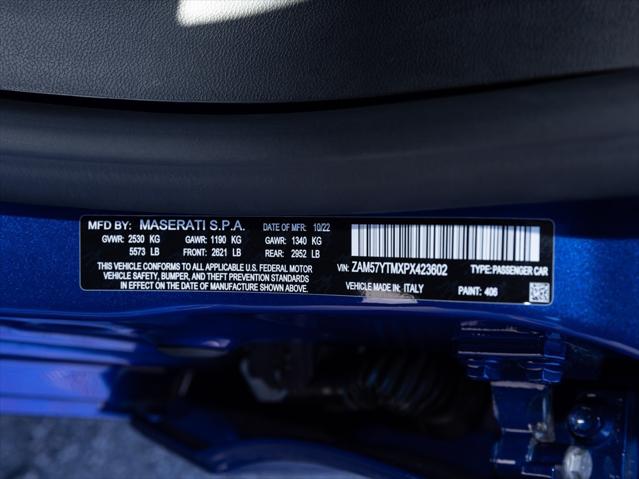 MFD BY: MASERATI S.P.A. DATE OF MFR: 10/22
GVWR: 2530 KG GAWR: 1190 KG GAWR: 1340 KG
5573 LB FRONT: 2621 LB REAR: 2952 LB
THIS VEHICLE CONFORMS TO ALL APPLICABLE U.S. FEDERAL MOTOR
VEHICLE SAFETY, BUMPER, AND THEFT PREVENTION STANDARDS
IN EFFECT ON THE DATE OF MANUFACTURE SHOWN ABOVE.
VIN: ZAM57YTMXPX423602 TYPE: PASSENGER CAR
VEHICLE MADE IN: ITALY PAINT: 406